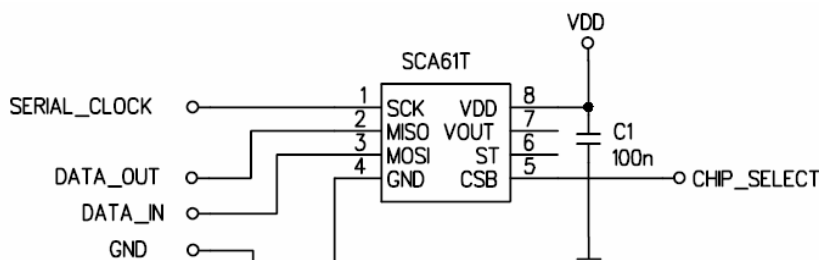 VDD
SCA61T
SERIAL_CLOCK
1 SCK VDD 8
2 MISO VOUT 7
3 MOSI ST 6
4 GND CSB 5
C1
100n
DATA_OUT
CHIP_SELECT
DATA_IN
GND